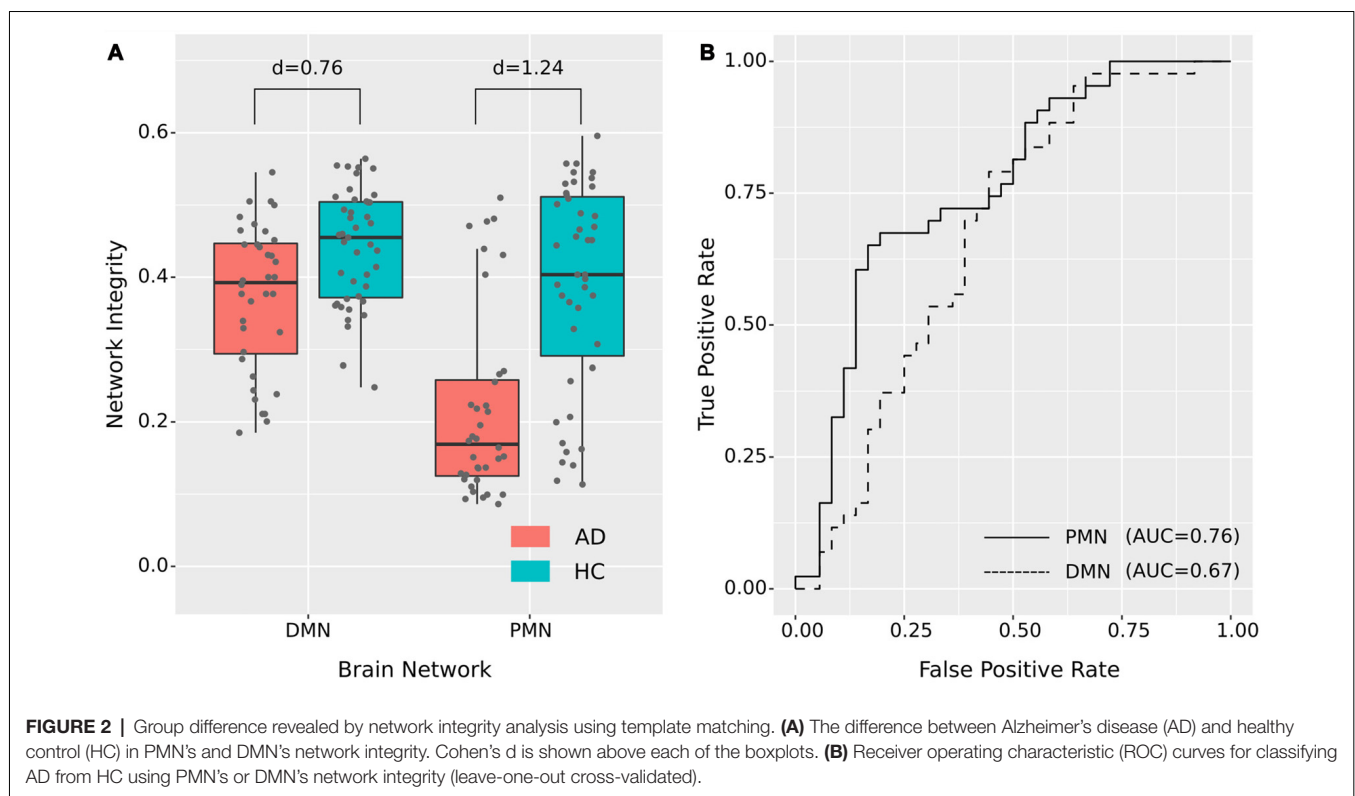 A
d=0.76
d=1.24
0.6
0.4
0.2
0.0
Network Integrity
AD
HC
DMN
PMN
Brain Network
B
1.00
0.75
0.50
0.25
0.00
True Positive Rate
PMN (AUC=0.76)
DMN (AUC=0.67)
0.00
0.25
0.50
0.75
1.00
False Positive Rate
FIGURE 2 | Group difference revealed by network integrity analysis using template matching. (A) The difference between Alzheimer's disease (AD) and healthy
control (HC) in PMN's and DMN's network integrity. Cohen's d is shown above each of the boxplots. (B) Receiver operating characteristic (ROC) curves for classifying
AD from HC using PMN's or DMN's network integrity (leave-one-out cross-validated).